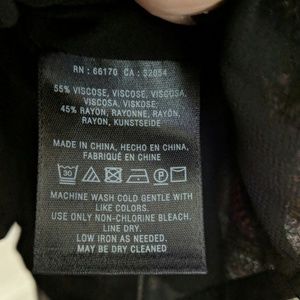 RN : 66170 CA : 32054
55% VISCOSE, VISCOSE,
VISCOSA, VISKOSE,
45% RAYON, RAYONNE, RAYÓN,
RAYON, KUNSTSEIDE
MADE IN CHINA, HECHO EN CHINA,
FABRIQUÉ EN CHINE
30 P
MACHINE WASH COLD GENTLE WITH
LIKE COLORS.
USE ONLY NON-CHLORINE BLEACH.
LINE DRY.
LOW IRON AS NEEDED.
MAY BE DRY CLEANED